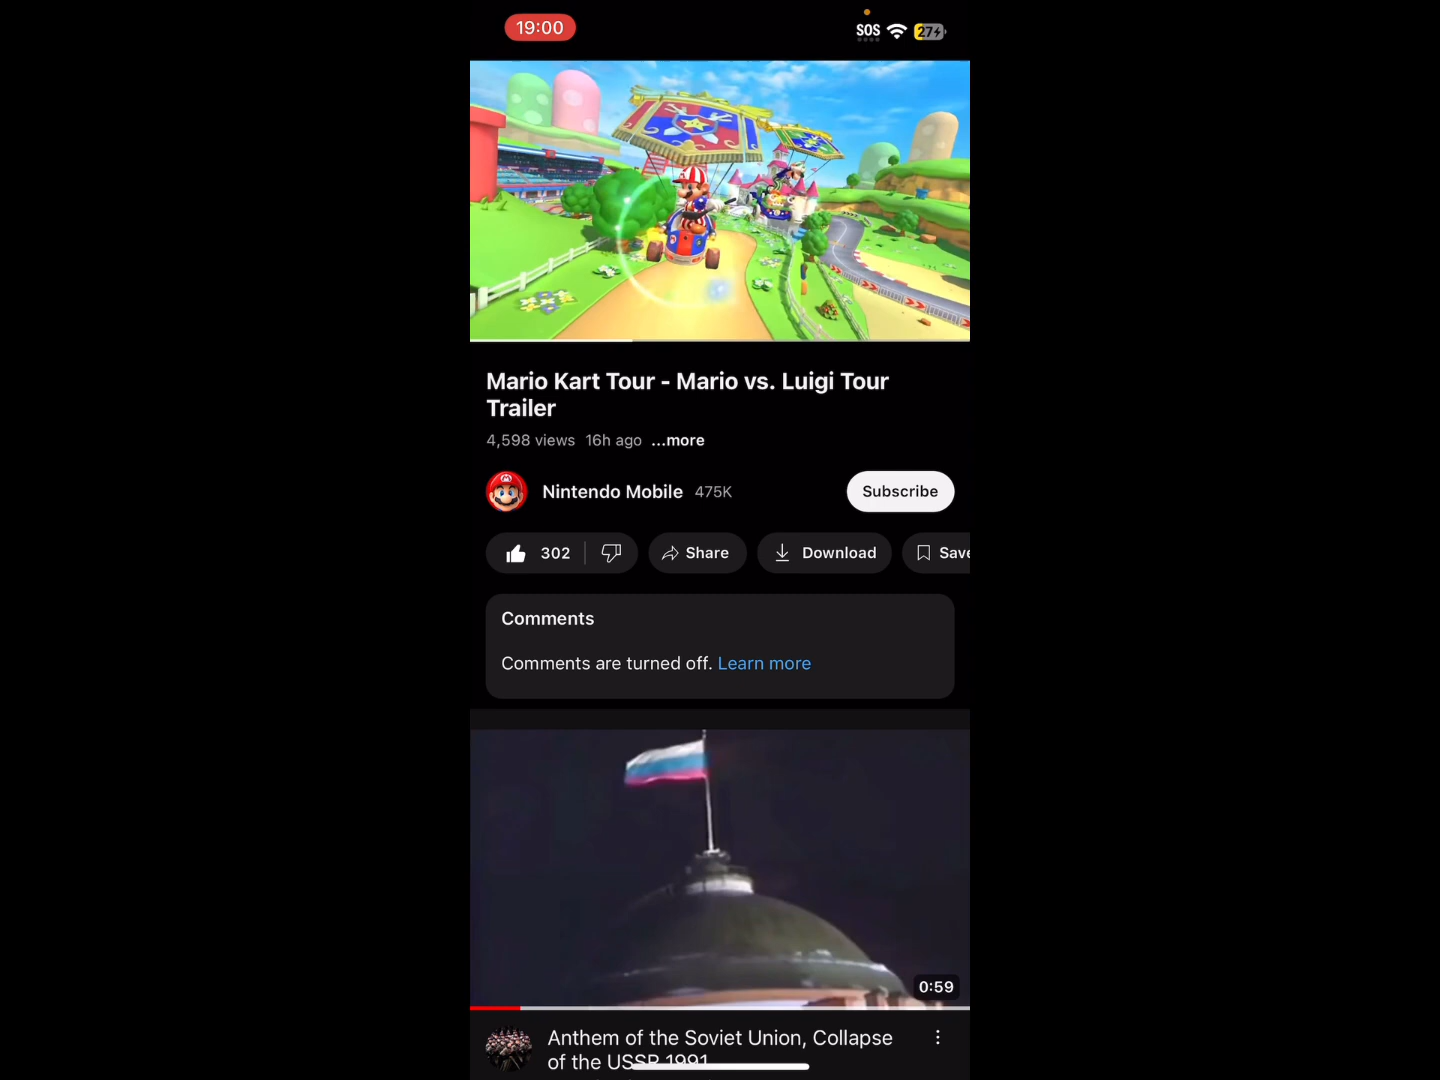 19:00
SOS
27
Mario Kart Tour - Mario vs. Luigi Tour
Trailer
4,598 views 16h ago ...more
Nintendo Mobile 475K
Subscribe
302
Share
Download
Save
Comments
Comments are turned off. Learn more
0:59
Anthem of the Soviet Union, Collapse
of the USSR 1991